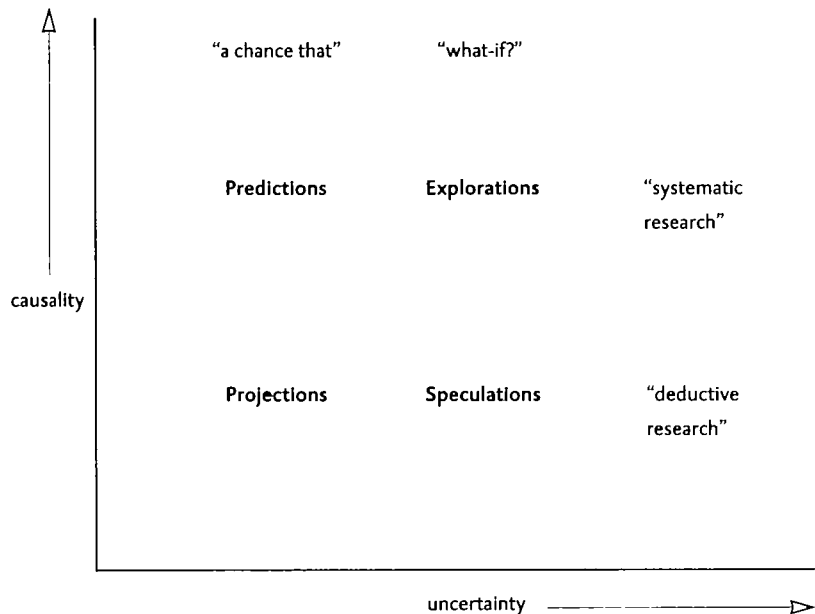 “a chance that” “what-if?”
Predictions Explorations “systematic
research”
causality
Projections Speculations “deductive
research”
uncertainty